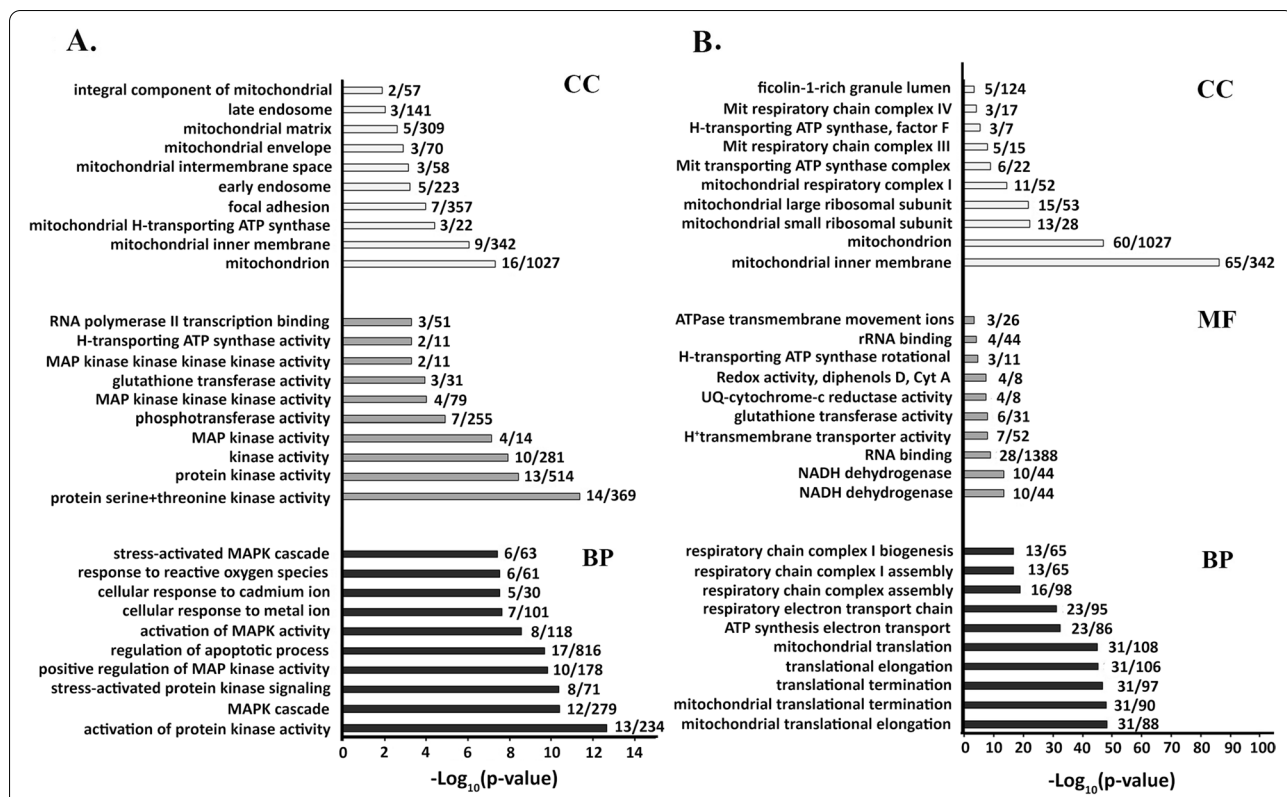 A.
CC
integral component of mitochondrial 2/57
late endosome 3/141
mitochondrial matrix 5/309
mitochondrial envelope 3/70
mitochondrial intermembrane space 3/58
early endosome 5/223
focal adhesion 7/357
mitochondrial H-transporting ATP synthase 3/22
mitochondrial inner membrane 9/342
mitochondrion 16/1027
RNA polymerase II transcription binding 3/51
H-transporting ATP synthase activity 2/11
MAP kinase kinase kinase kinase activity 2/11
glutathione transferase activity 3/31
MAP kinase kinase kinase activity 4/79
phosphotransferase activity 7/255
MAP kinase activity 4/14
kinase activity 10/281
protein kinase activity 13/514
protein serine+threonine kinase activity 14/369
BP
stress-activated MAPK cascade 6/63
response to reactive oxygen species 6/61
cellular response to cadmium ion 5/30
cellular response to metal ion 7/101
activation of MAPK activity 8/118
regulation of apoptotic process 17/816
positive regulation of MAP kinase activity 10/178
stress-activated protein kinase signaling 8/71
MAPK cascade 12/279
activation of protein kinase activity 13/234
0 2 4 6 8 10 12 14
-Log10(p-value)
B.
CC
ficolin-1-rich granule lumen 5/124
Mit respiratory chain complex IV 3/17
H-transporting ATP synthase, factor F 3/7
Mit respiratory chain complex III 5/15
Mit transporting ATP synthase complex 6/22
mitochondrial respiratory complex I 11/52
mitochondrial large ribosomal subunit 15/53
mitochondrial small ribosomal subunit 13/28
mitochondrion 60/1027
mitochondrial inner membrane 65/342
MF
ATPase transmembrane movement ions 3/26
rRNA binding 4/44
H-transporting ATP synthase rotational 3/11
Redox activity, diphenols D, Cyt A 4/8
UQ-cytochrome-c reductase activity 4/8
glutathione transferase activity 6/31
H+transmembrane transporter activity 7/52
RNA binding 28/1388
NADH dehydrogenase 10/44
NADH dehydrogenase 10/44
BP
respiratory chain complex I biogenesis 13/65
respiratory chain complex I assembly 13/65
respiratory chain complex assembly 16/98
respiratory electron transport chain 23/95
ATP synthesis electron transport 23/86
mitochondrial translation 31/108
translational elongation 31/106
translational termination 31/97
mitochondrial translational termination 31/90
mitochondrial translational elongation 31/88
0 10 20 30 40 50 60 70 80 90 100
-Log10(p-value)